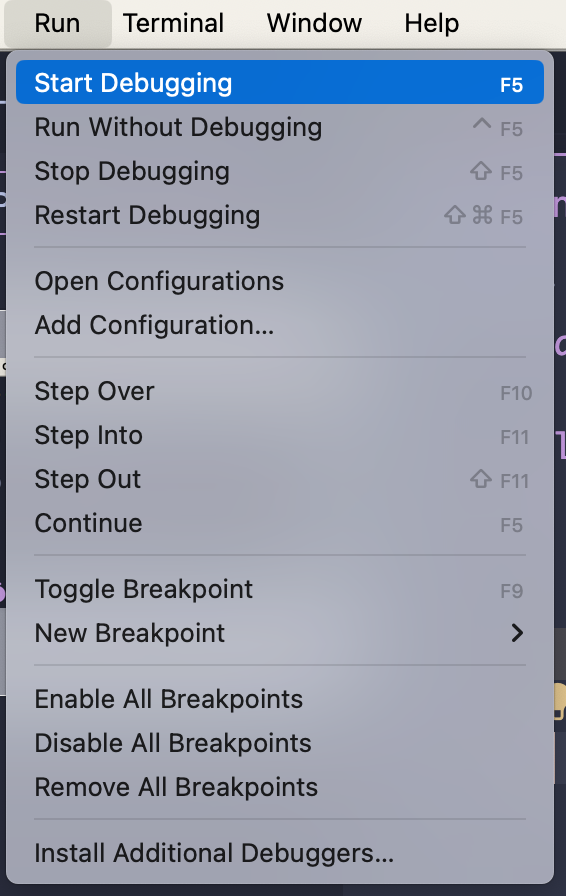 Run Terminal Window Help
Start Debugging F5
Run Without Debugging ^ F5
Stop Debugging ⇧ F5
Restart Debugging ⇧ ⌘ F5
Open Configurations
Add Configuration...
Step Over F10
Step Into F11
Step Out ⇧ F11
Continue F5
Toggle Breakpoint F9
New Breakpoint >
Enable All Breakpoints
Disable All Breakpoints
Remove All Breakpoints
Install Additional Debuggers...